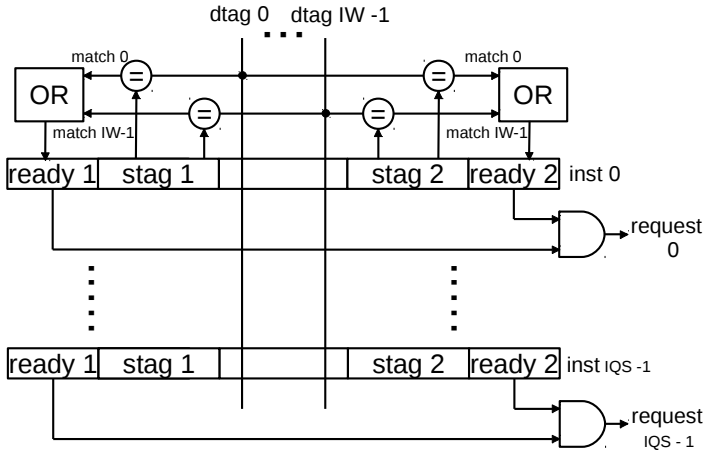 dtag 0 dtag IW -1
match 0 = = match 0
OR = = OR
match IW-1 match IW-1
ready 1 stag 1 stag 2 ready 2 inst 0
request
0
ready 1 stag 1 stag 2 ready 2 inst IQS -1
request
IQS - 1